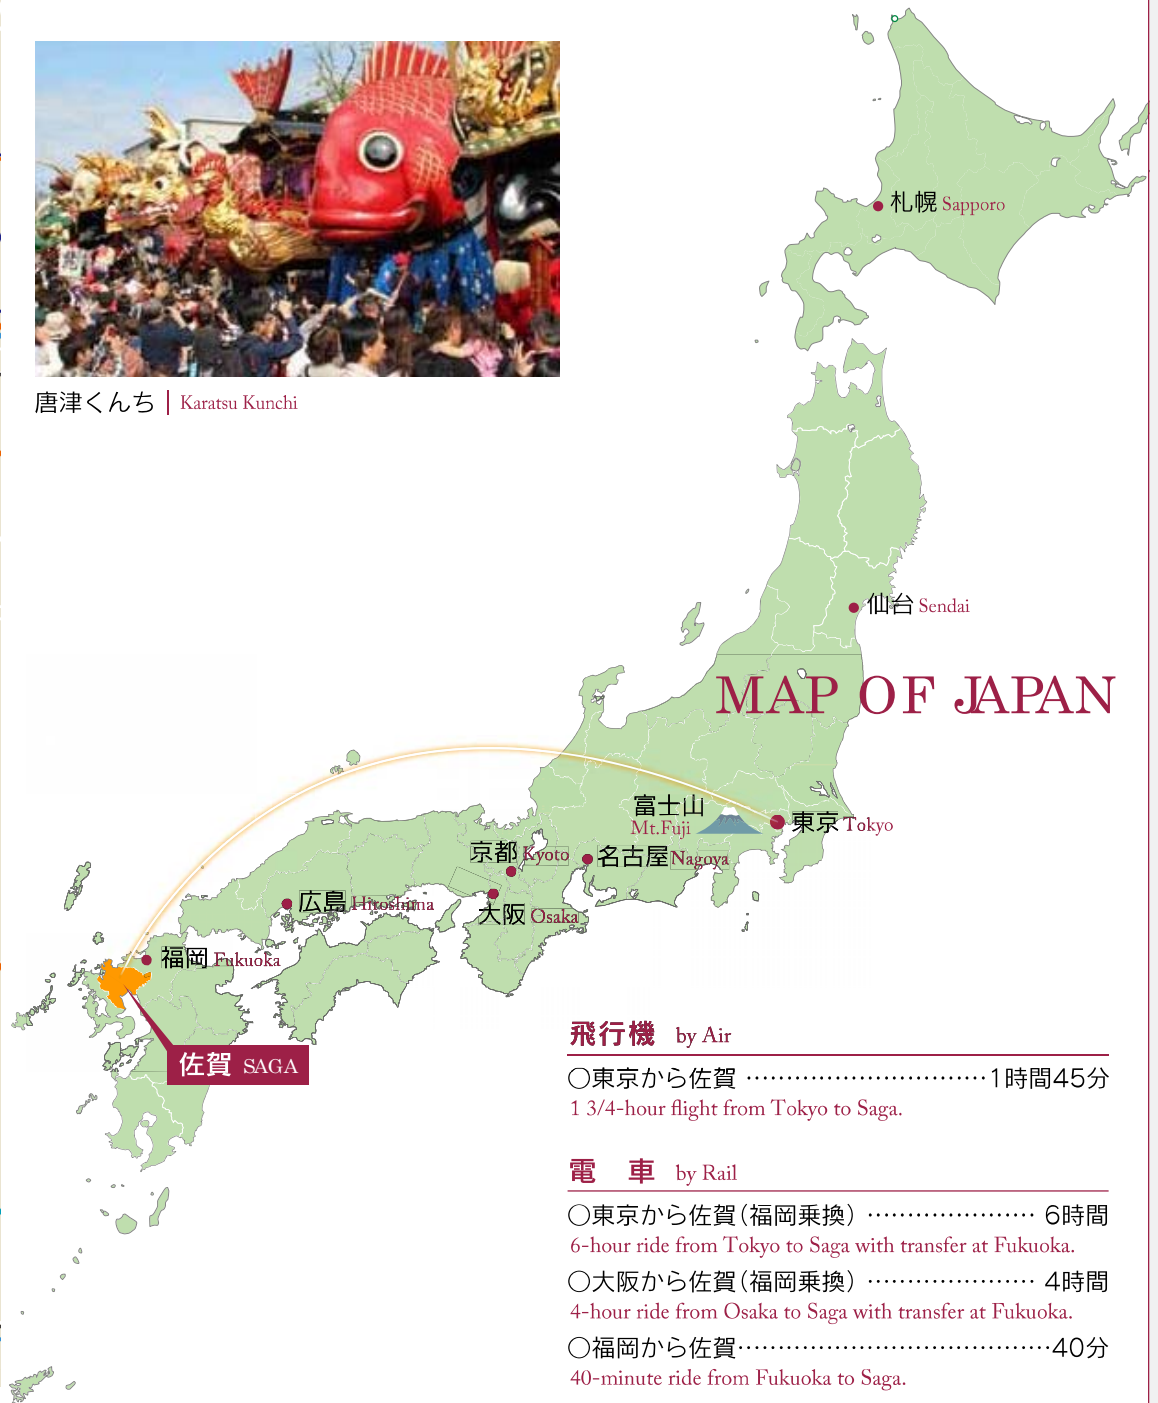 唐津くんち | Karatsu Kunchi
札幌 Sapporo
仙台 Sendai
MAP OF JAPAN
富士山
Mt.Fuji
東京 Tokyo
京都 Kyoto
名古屋 Nagoya
広島 Hiroshima
大阪 Osaka
福岡 Fukuoka
佐賀 SAGA
飛行機 by Air
○東京から佐賀 ……………………………1時間45分
1 3/4-hour flight from Tokyo to Saga.
電 車 by Rail
○東京から佐賀(福岡乗換) ………………… 6時間
6-hour ride from Tokyo to Saga with transfer at Fukuoka.
○大阪から佐賀(福岡乗換) ………………… 4時間
4-hour ride from Osaka to Saga with transfer at Fukuoka.
○福岡から佐賀…………………………………40分
40-minute ride from Fukuoka to Saga.